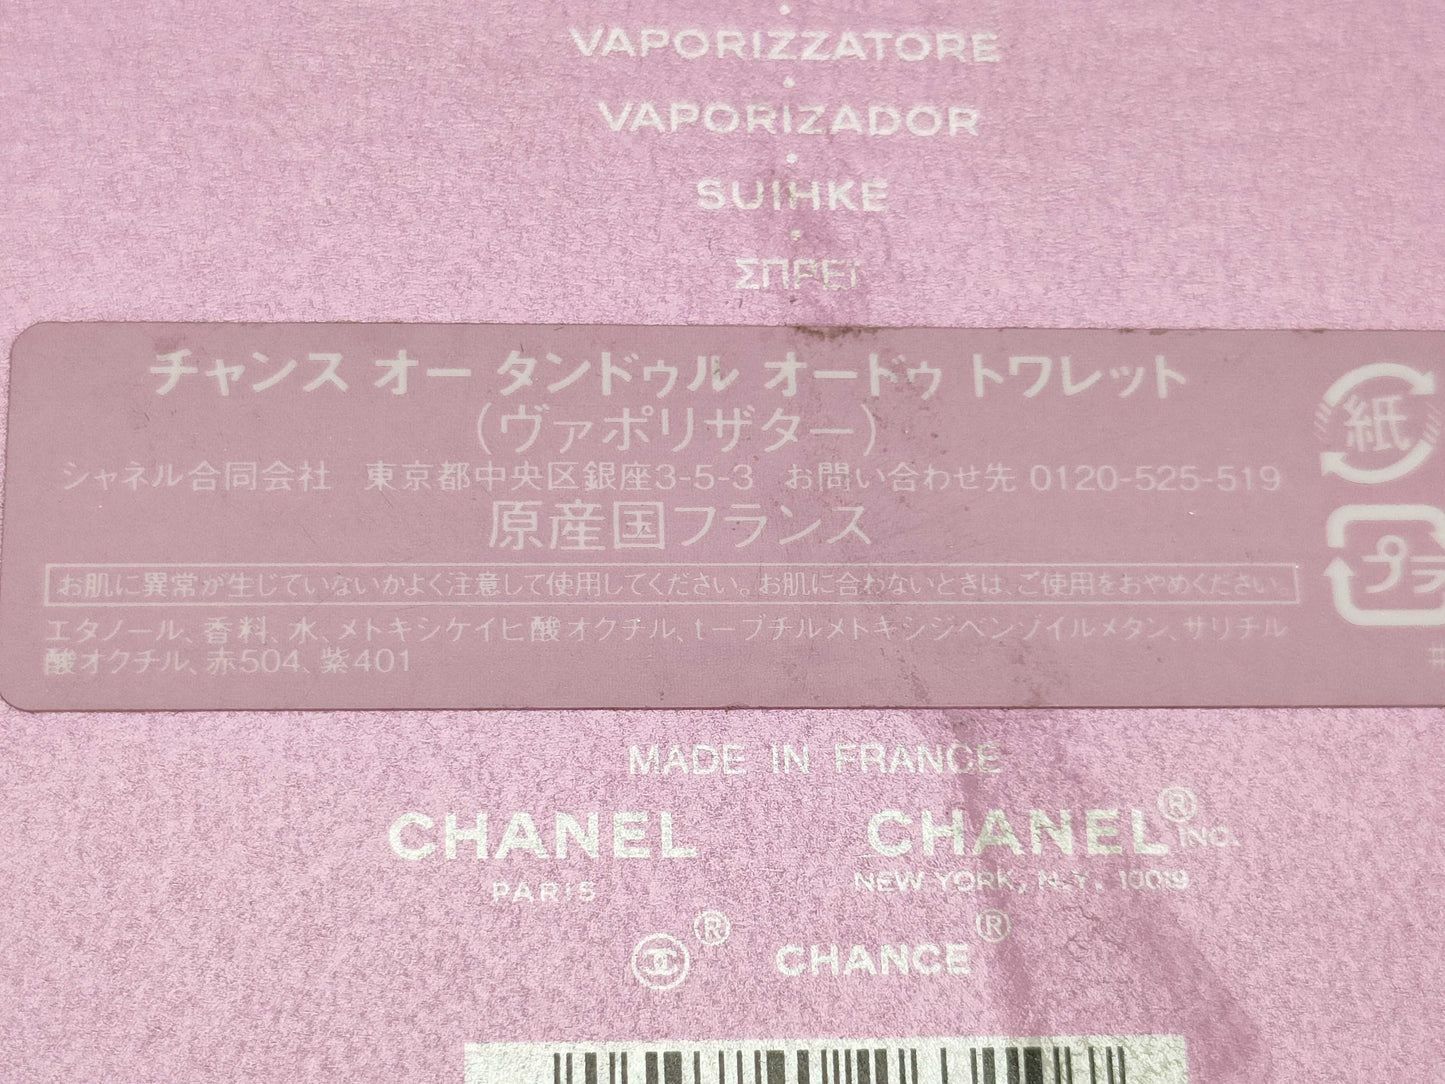 VAPORIZZATORE
VAPORIZADOR
SUIHKE
ΣΠΡΕΪ
チャンス オー タンドゥル オードゥ トワレット
(ヴァポリザター)
シャネル合同会社 東京都中央区銀座3-5-3 お問い合わせ先 0120-525-519
原産国フランス
お肌に異常が生じていないかよく注意して使用してください。お肌に合わないときは、ご使用をおやめください。
エタノール、香料、水、メトキシケイヒ酸オクチル、t－ブチルメトキシジベンゾイルメタン、サリチル
酸オクチル、赤504、紫401
紙
プラ
#
MADE IN FRANCE
CHANEL
PARIS
CHANEL® INC.
NEW YORK, N.Y. 10019
®
CHANCE®